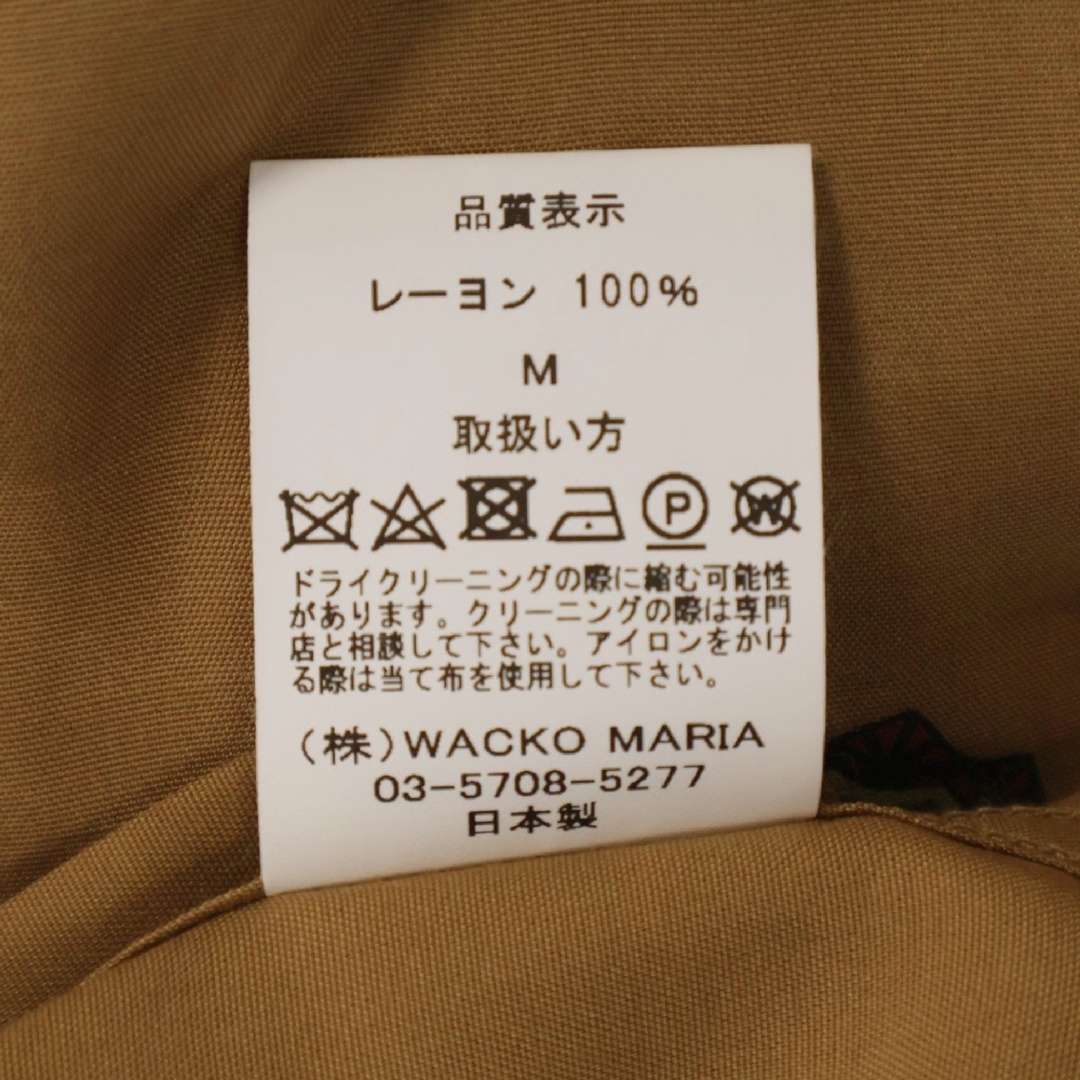 品質表示
レーヨン 100%
M
取扱い方
P W
ドライクリーニングの際に縮む可能性
があります。クリーニングの際は専門
店と相談して下さい。アイロンをかけ
る際は当て布を使用して下さい。
(株)WACKO MARIA
03-5708-5277
日本製